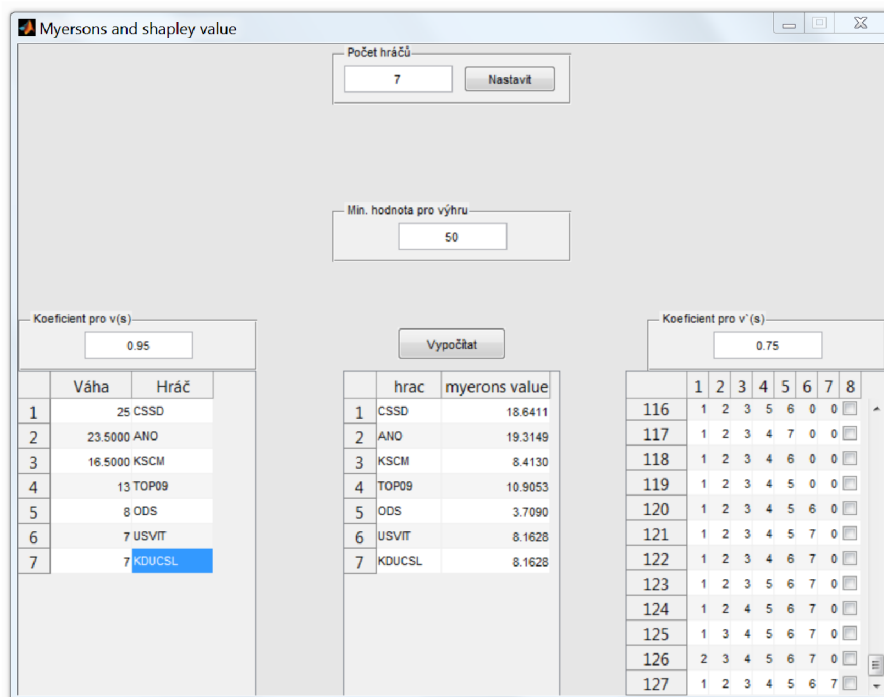 Myersons and shapley value
Počet hráčů
7 Nastavit
Min. hodnota pro výhru
50
Koeficient pro v(s)
0.95
Vypočítat
Koeficient pro v`(s)
0.75
Váha Hráč
1 25 CSSD
2 23.5000 ANO
3 16.5000 KSCM
4 13 TOP09
5 8 ODS
6 7 USVIT
7 7 KDUCSL
hrac myerons value
1 CSSD 18.6411
2 ANO 19.3149
3 KSCM 8.4130
4 TOP09 10.9053
5 ODS 3.7090
6 USVIT 8.1628
7 KDUCSL 8.1628
1 2 3 4 5 6 7 8
116 1 2 3 5 6 0 0
117 1 2 3 4 7 0 0
118 1 2 3 4 6 0 0
119 1 2 3 4 5 0 0
120 1 2 3 4 5 6 0
121 1 2 3 4 5 7 0
122 1 2 3 4 6 7 0
123 1 2 3 5 6 7 0
124 1 2 4 5 6 7 0
125 1 3 4 5 6 7 0
126 2 3 4 5 6 7 0
127 1 2 3 4 5 6 7